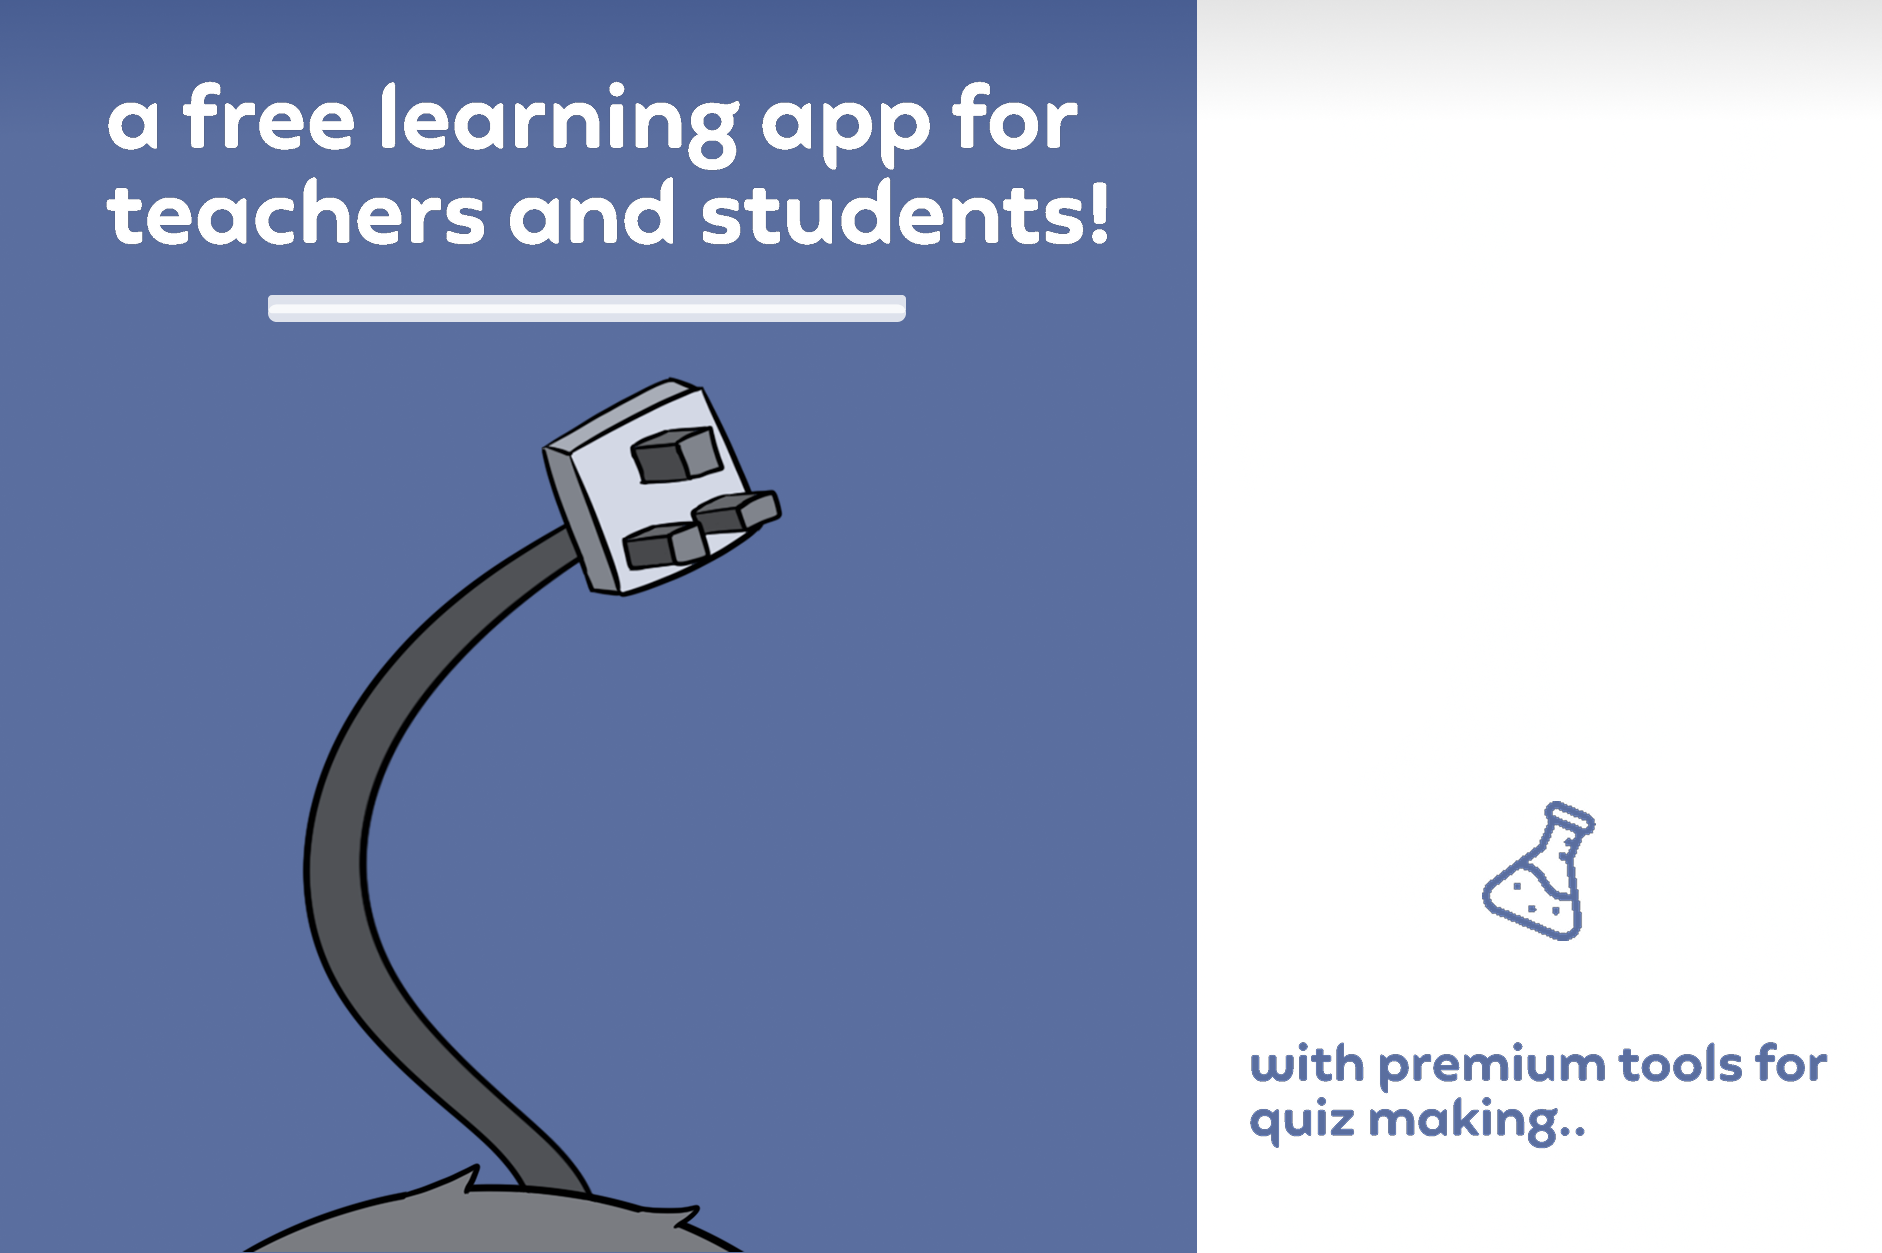 a free learning app for
teachers and students!
with premium tools for
quiz making..